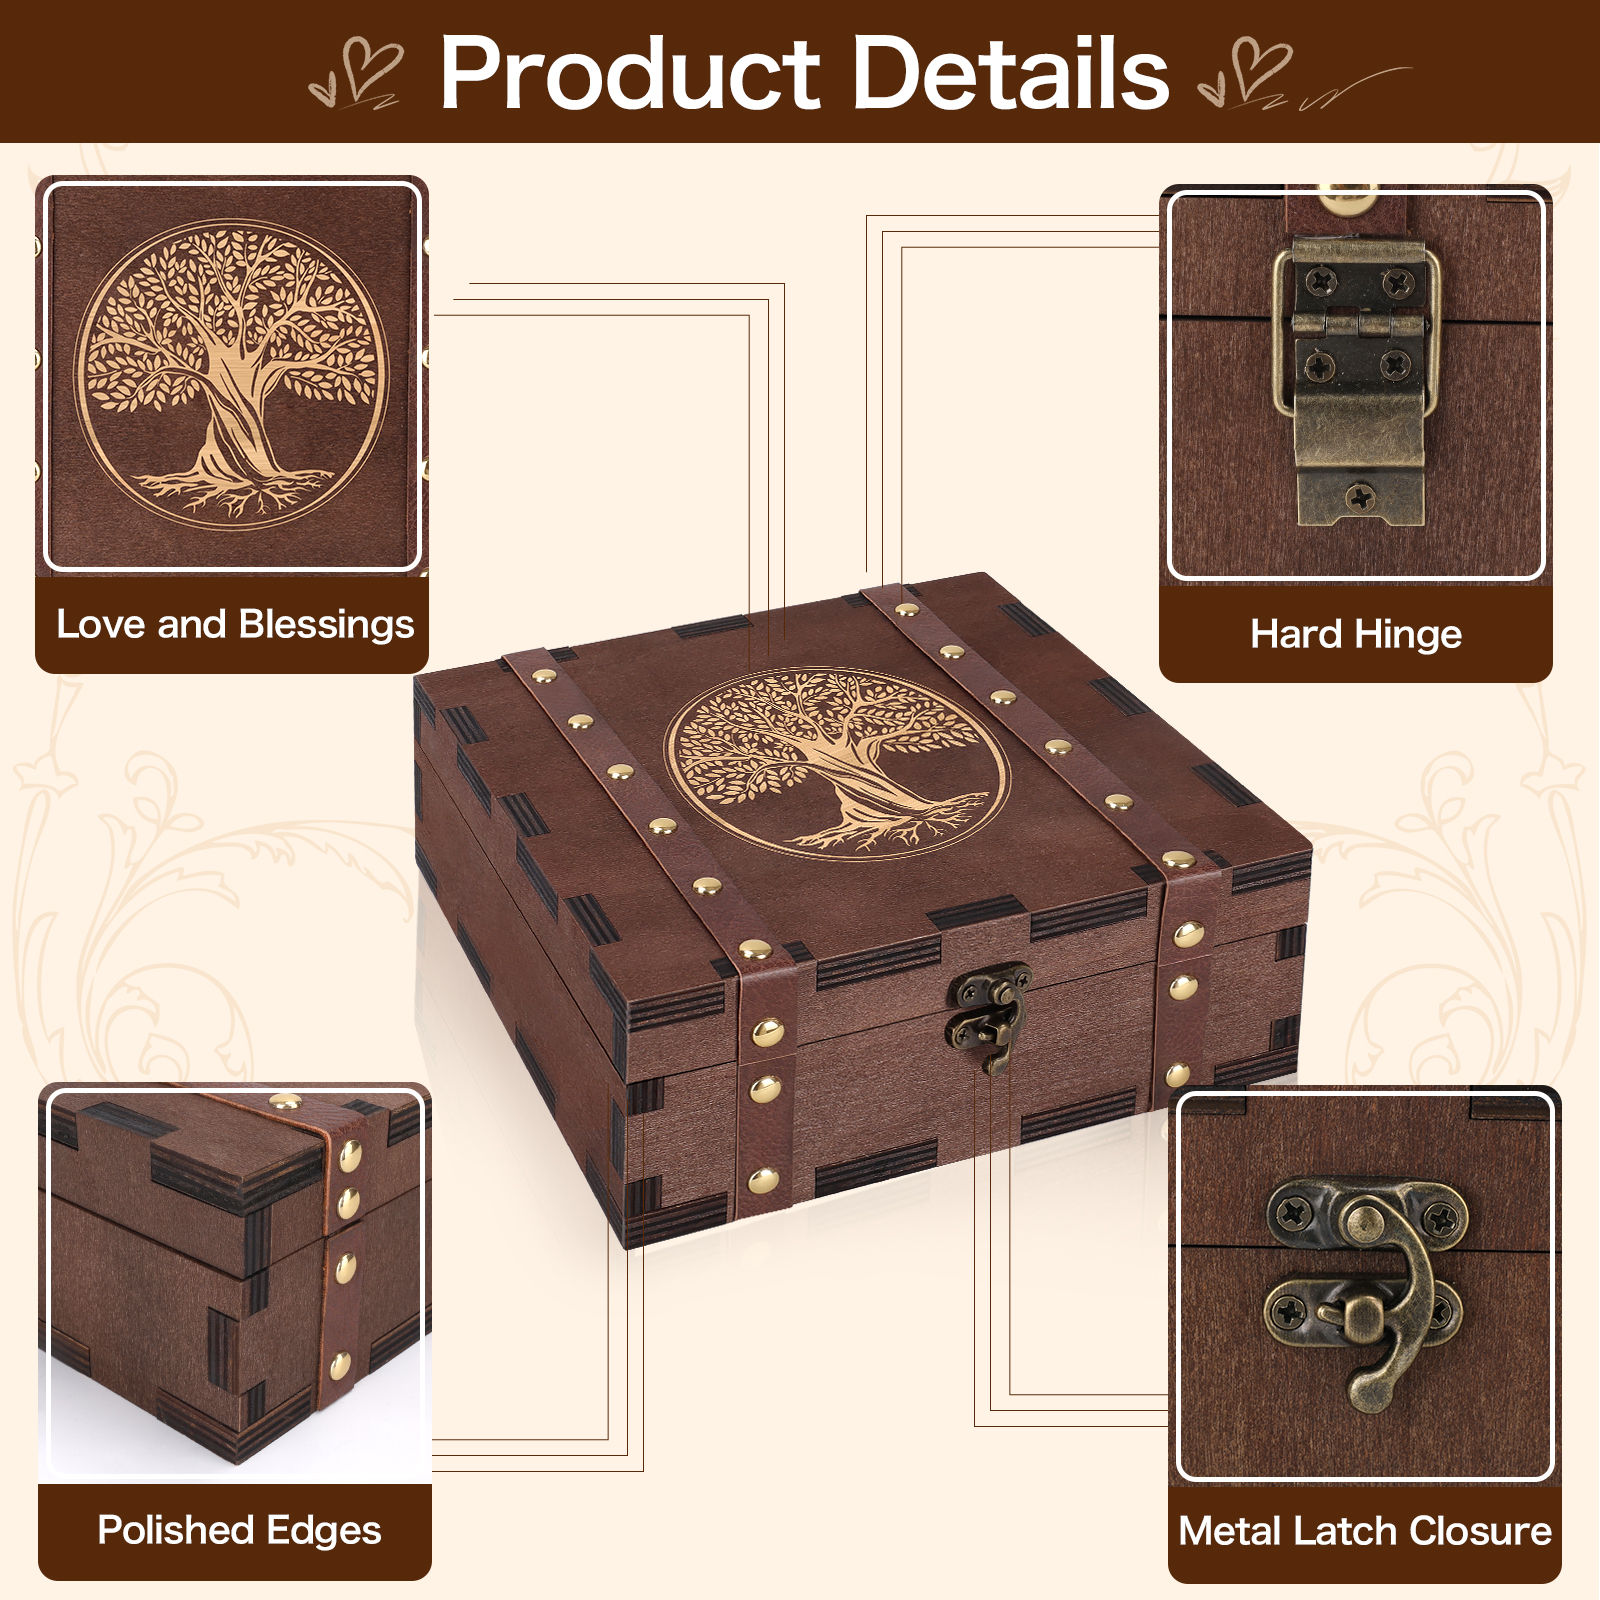 Product Details
Love and Blessings
Hard Hinge
Polished Edges
Metal Latch Closure